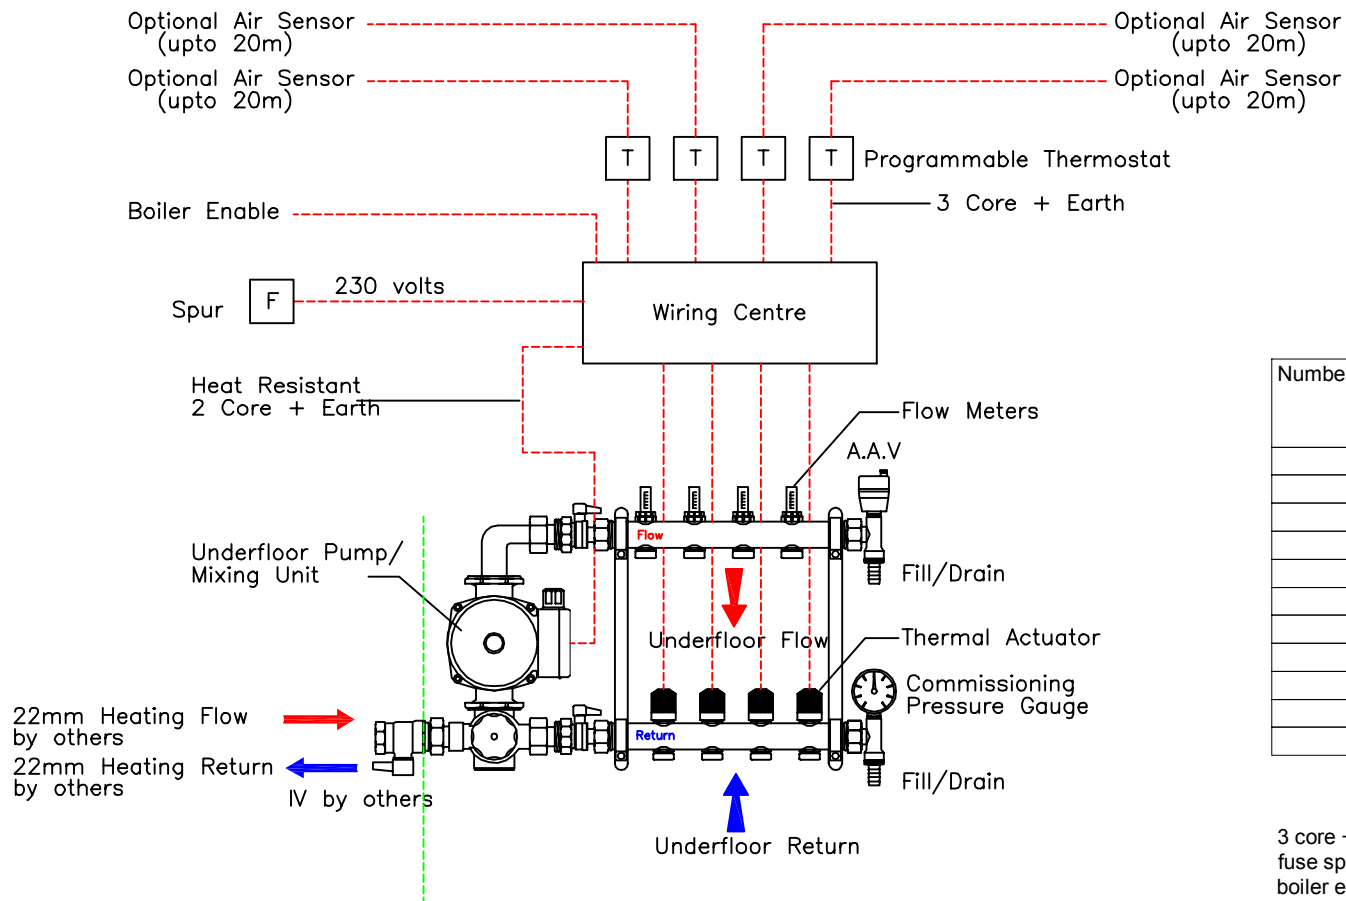 Optional Air Sensor
(upto 20m)
Optional Air Sensor
(upto 20m)
Optional Air Sensor
(upto 20m)
Optional Air Sensor
(upto 20m)
T
T
T
T
Programmable Thermostat
3 Core + Earth
Boiler Enable
Spur
F
230 volts
Wiring Centre
Heat Resistant
2 Core + Earth
Numbe
Flow Meters
A.A.V
Flow
Underfloor Pump/
Mixing Unit
Fill/Drain
Underfloor Flow
Thermal Actuator
Commissioning
Pressure Gauge
22mm Heating Flow
by others
Return
22mm Heating Return
by others
IV by others
Fill/Drain
Underfloor Return
3 core
fuse sp
boiler e